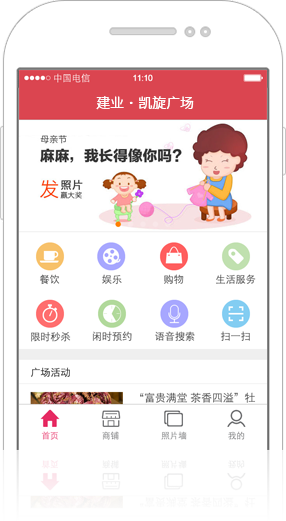 中国电信 11:10
建业·凯旋广场
母亲节
麻麻，我长得像你吗？
发 照片
赢大奖
餐饮 娱乐 购物 生活服务
限时秒杀 闲时预约 语音搜索 扫一扫
广场活动
“富贵满堂 茶香四溢”牡
首页 商铺 照片墙 我的